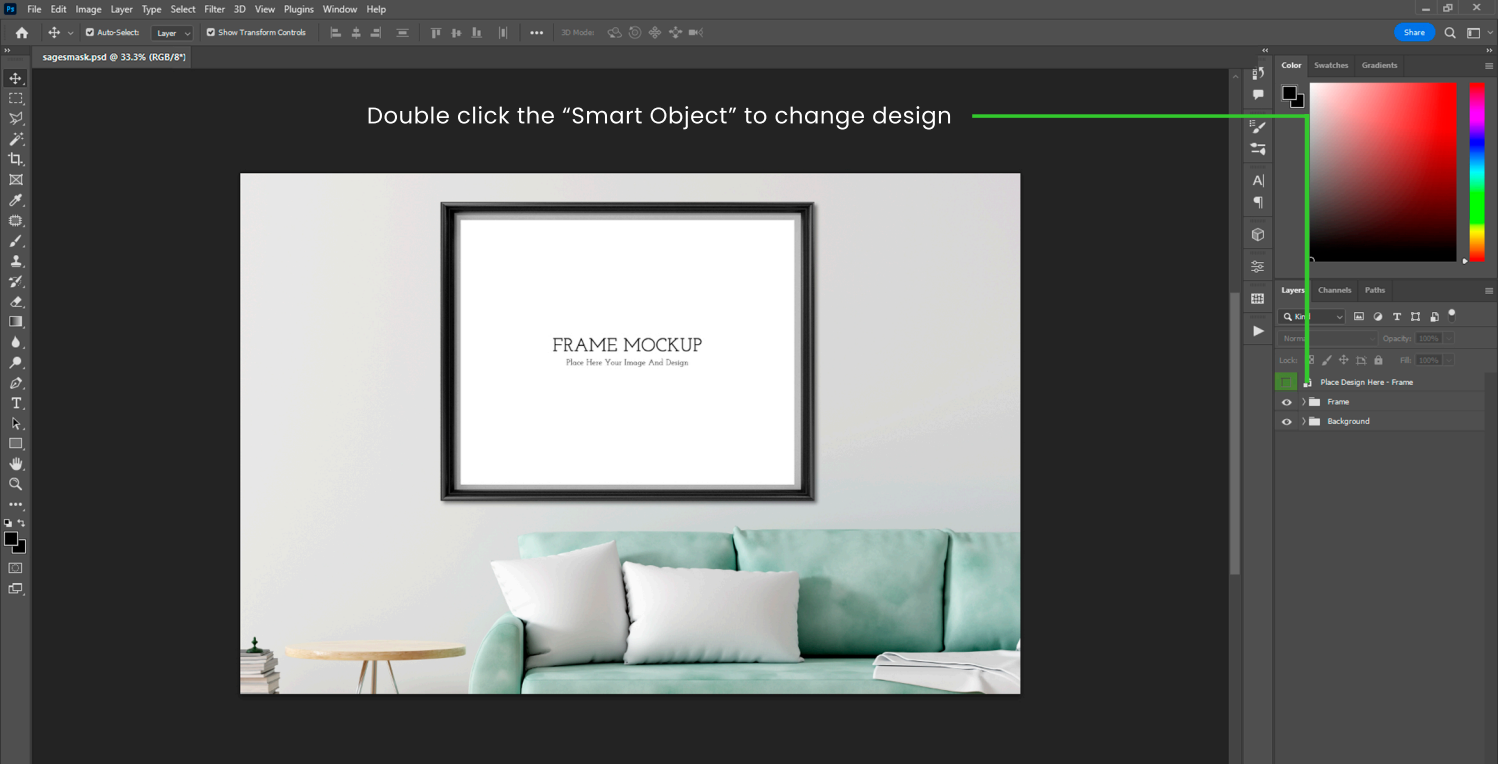 Ps File Edit Image Layer Type Select Filter 3D View Plugins Window Help
Auto-Select: Layer Show Transform Controls 3D Mode: Share
sagesmask.psd @ 33.3% (RGB/8*)
Color Swatches Gradients
Double click the “Smart Object” to change design
FRAME MOCKUP
Place Here Your Image And Design
Layers Channels Paths
Opacity: 100%
Lock: Fill: 100%
Place Design Here - Frame
Frame
Background